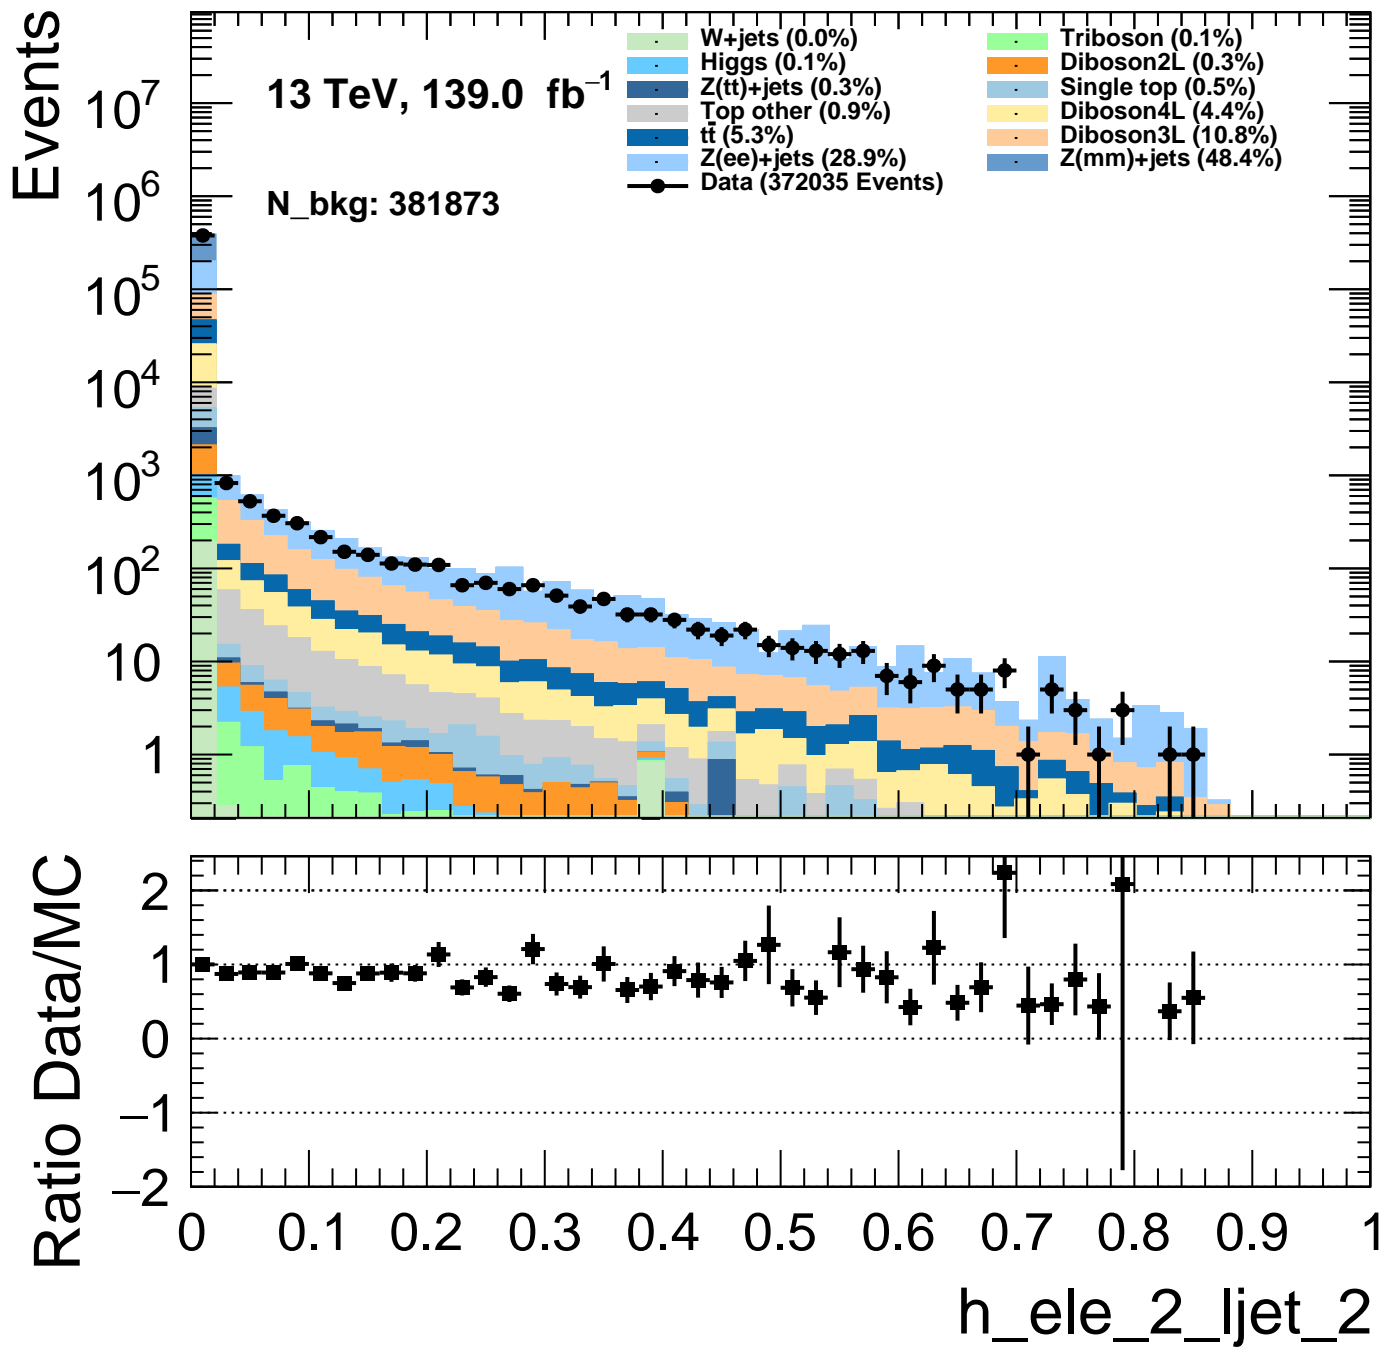 Events
10^7
10^6
10^5
10^4
10^3
10^2
10
1
13 TeV, 139.0 fb^−1
N_bkg: 381873
W+jets (0.0%)
Higgs (0.1%)
Z(tt)+jets (0.3%)
Top other (0.9%)
tt̄ (5.3%)
Z(ee)+jets (28.9%)
Data (372035 Events)
Triboson (0.1%)
Diboson2L (0.3%)
Single top (0.5%)
Diboson4L (4.4%)
Diboson3L (10.8%)
Z(mm)+jets (48.4%)
Ratio Data/MC
2
1
0
−1
−2
0 0.1 0.2 0.3 0.4 0.5 0.6 0.7 0.8 0.9 1
h_ele_2_ljet_2